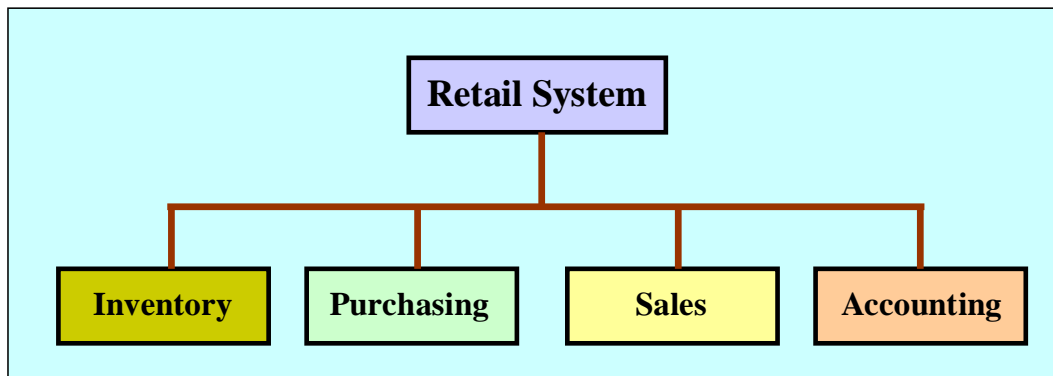 Retail System
Inventory
Purchasing
Sales
Accounting